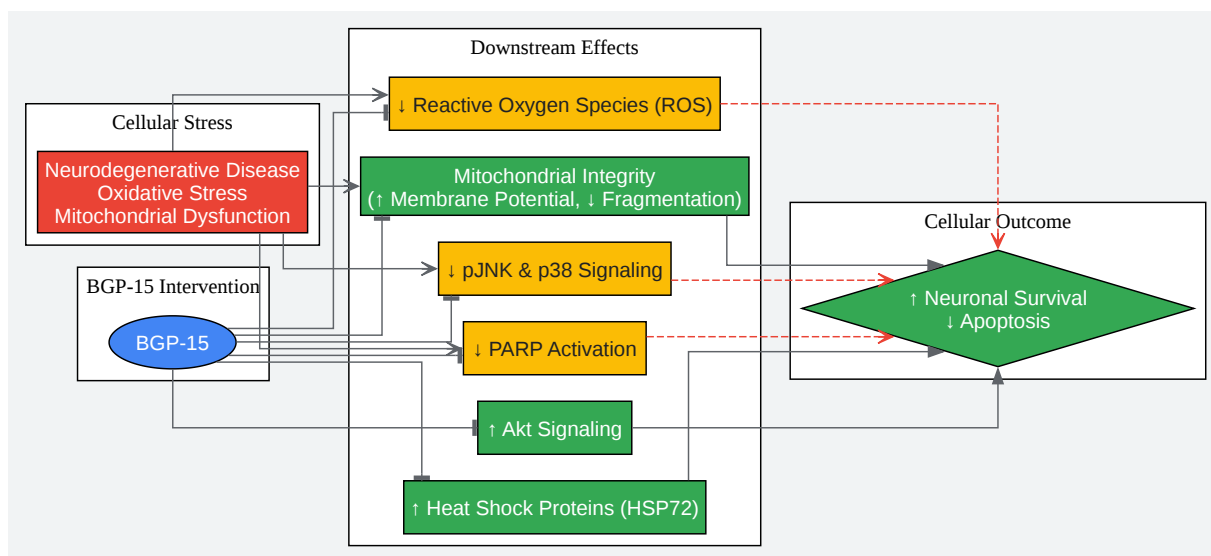 Downstream Effects
↓ Reactive Oxygen Species (ROS)
Cellular Stress
Neurodegenerative Disease
Oxidative Stress
Mitochondrial Dysfunction
Mitochondrial Integrity
(↑ Membrane Potential, ↓ Fragmentation)
Cellular Outcome
↓ pJNK & p38 Signaling
BGP-15 Intervention
↑ Neuronal Survival
↓ Apoptosis
BGP-15
↓ PARP Activation
↑ Akt Signaling
↑ Heat Shock Proteins (HSP72)